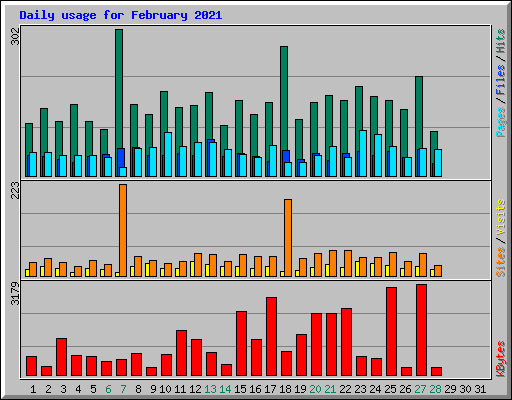 Daily usage for February 2021
302
Pages / Files / Hits
223
Sites / Visits
3179
KBytes
1 2 3 4 5 6 7 8 9 10 11 12 13 14 15 16 17 18 19 20 21 22 23 24 25 26 27 28 29 30 31